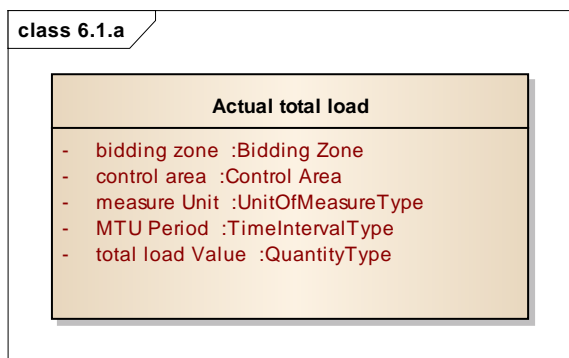 class 6.1.a
Actual total load
- bidding zone :Bidding Zone
- control area :Control Area
- measure Unit :UnitOfMeasureType
- MTU Period :TimeIntervalType
- total load Value :QuantityType